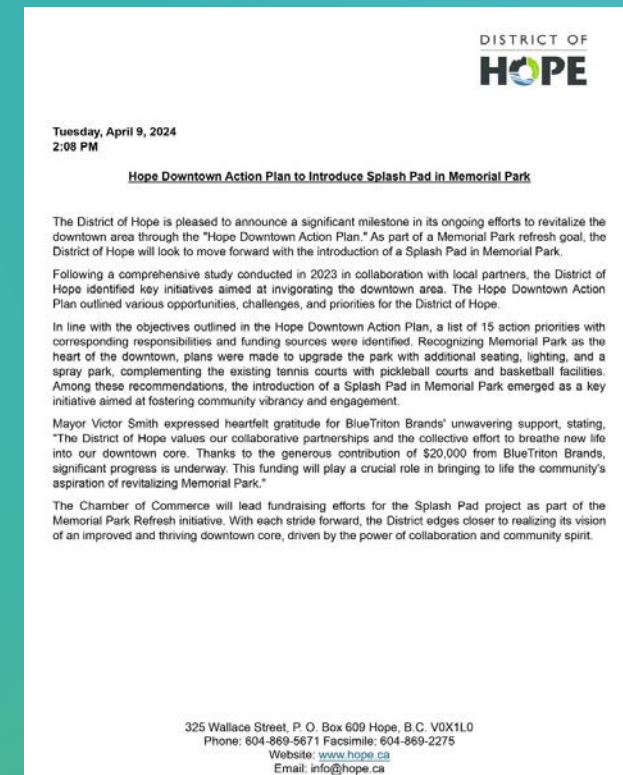 DISTRICT OF
HOPE
Tuesday, April 9, 2024
2:08 PM
Hope Downtown Action Plan to Introduce Splash Pad in Memorial Park
The District of Hope is pleased to announce a significant milestone in its ongoing efforts to revitalize the
downtown area through the "Hope Downtown Action Plan." As part of a Memorial Park refresh goal, the
District of Hope will look to move forward with the introduction of a Splash Pad in Memorial Park.
Following a comprehensive study conducted in 2023 in collaboration with local partners, the District of
Hope identified key initiatives aimed at invigorating the downtown area. The Hope Downtown Action
Plan outlined various opportunities, challenges, and priorities for the District of Hope.
In line with the objectives outlined in the Hope Downtown Action Plan, a list of 15 action priorities with
corresponding responsibilities and funding sources were identified. Recognizing Memorial Park as the
heart of the downtown, plans were made to upgrade the park with additional seating, lighting, and a
spray park, complementing the existing tennis courts with pickleball courts and basketball facilities.
Among these recommendations, the introduction of a Splash Pad in Memorial Park emerged as a key
initiative aimed at fostering community vibrancy and engagement.
Mayor Victor Smith expressed heartfelt gratitude for BlueTriton Brands' unwavering support, stating,
"The District of Hope values our collaborative partnerships and the collective effort to breathe new life
into our downtown core. Thanks to the generous contribution of $20,000 from BlueTriton Brands,
significant progress is underway. This funding will play a crucial role in bringing to life the community's
aspiration of revitalizing Memorial Park."
The Chamber of Commerce will lead fundraising efforts for the Splash Pad project as part of the
Memorial Park Refresh initiative. With each stride forward, the District edges closer to realizing its vision
of an improved and thriving downtown core, driven by the power of collaboration and community spirit.
325 Wallace Street, P. O. Box 609 Hope, B.C. V0X1L0
Phone: 604-869-5671 Facsimile: 604-869-2275
Website: www.hope.ca
Email: info@hope.ca